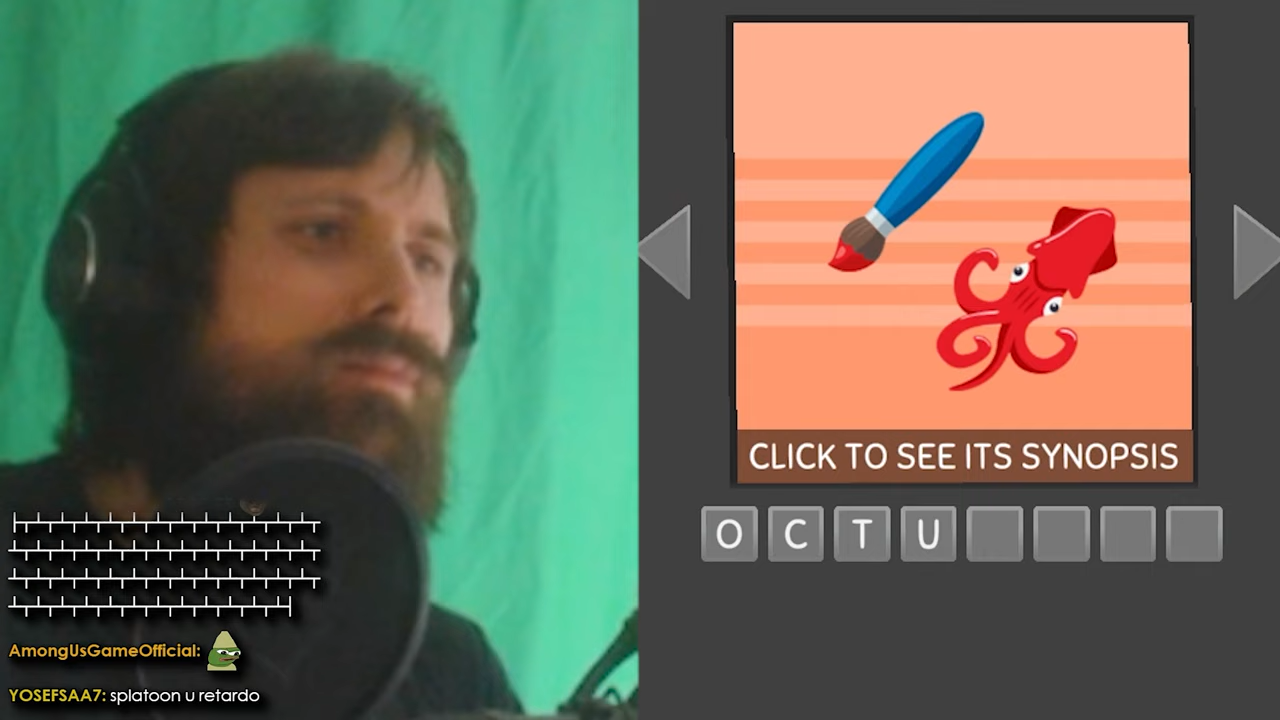 CLICK TO SEE ITS SYNOPSIS
O C T U
AmongUsGameOfficial:
YOSEFSAA7: splatoon u retardo